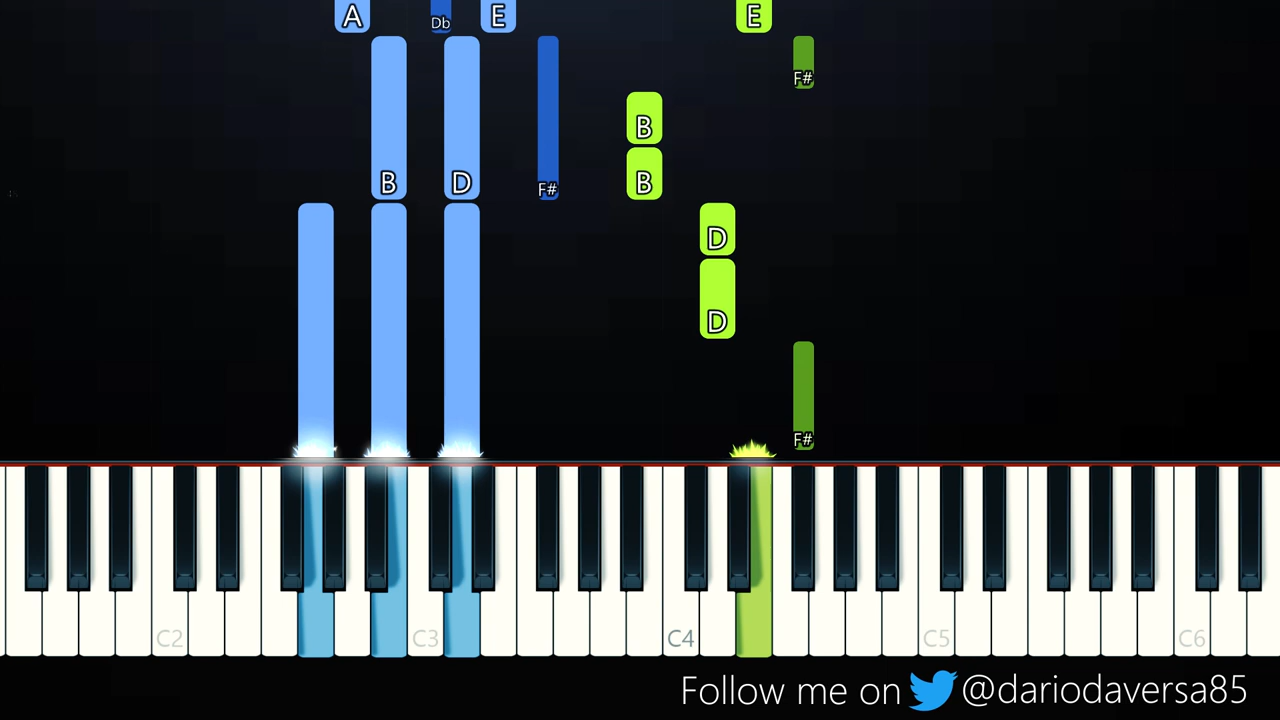 A Db E E
F#
B
B D F# B
D
D
F#
C2 C3 C4 C5 C6
Follow me on @dariodaversa85